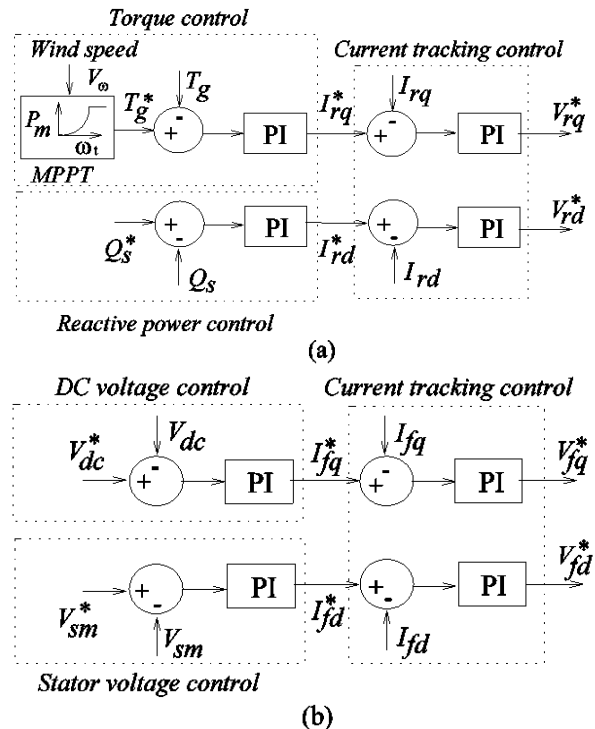 Torque control
Wind speed
Current tracking control
V_ω
T_g
T_g^*
I_rq^*
I_rq
V_rq^*
P_m
ω_t
+
-
PI
+
-
PI
MPPT
V_rd^*
+
-
PI
+
-
PI
Q_s^*
Q_s
I_rd^*
I_rd
Reactive power control
(a)
DC voltage control
Current tracking control
V_dc^*
V_dc
I_fq^*
I_fq
V_fq^*
+
-
PI
+
-
PI
V_fd^*
+
-
PI
+
-
PI
V_sm^*
V_sm
I_fd^*
I_fd
Stator voltage control
(b)